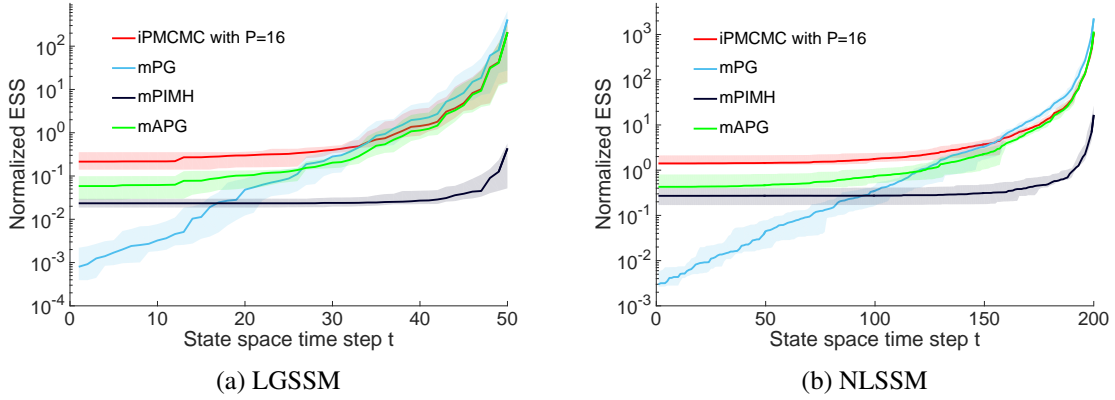 Normalized ESS
10^2
10^1
10^0
10^-1
10^-2
10^-3
10^-4
iPMCMC with P=16
mPG
mPIMH
mAPG
0 10 20 30 40 50
State space time step t
(a) LGSSM
Normalized ESS
10^3
10^2
10^1
10^0
10^-1
10^-2
10^-3
iPMCMC with P=16
mPG
mPIMH
mAPG
0 50 100 150 200
State space time step t
(b) NLSSM